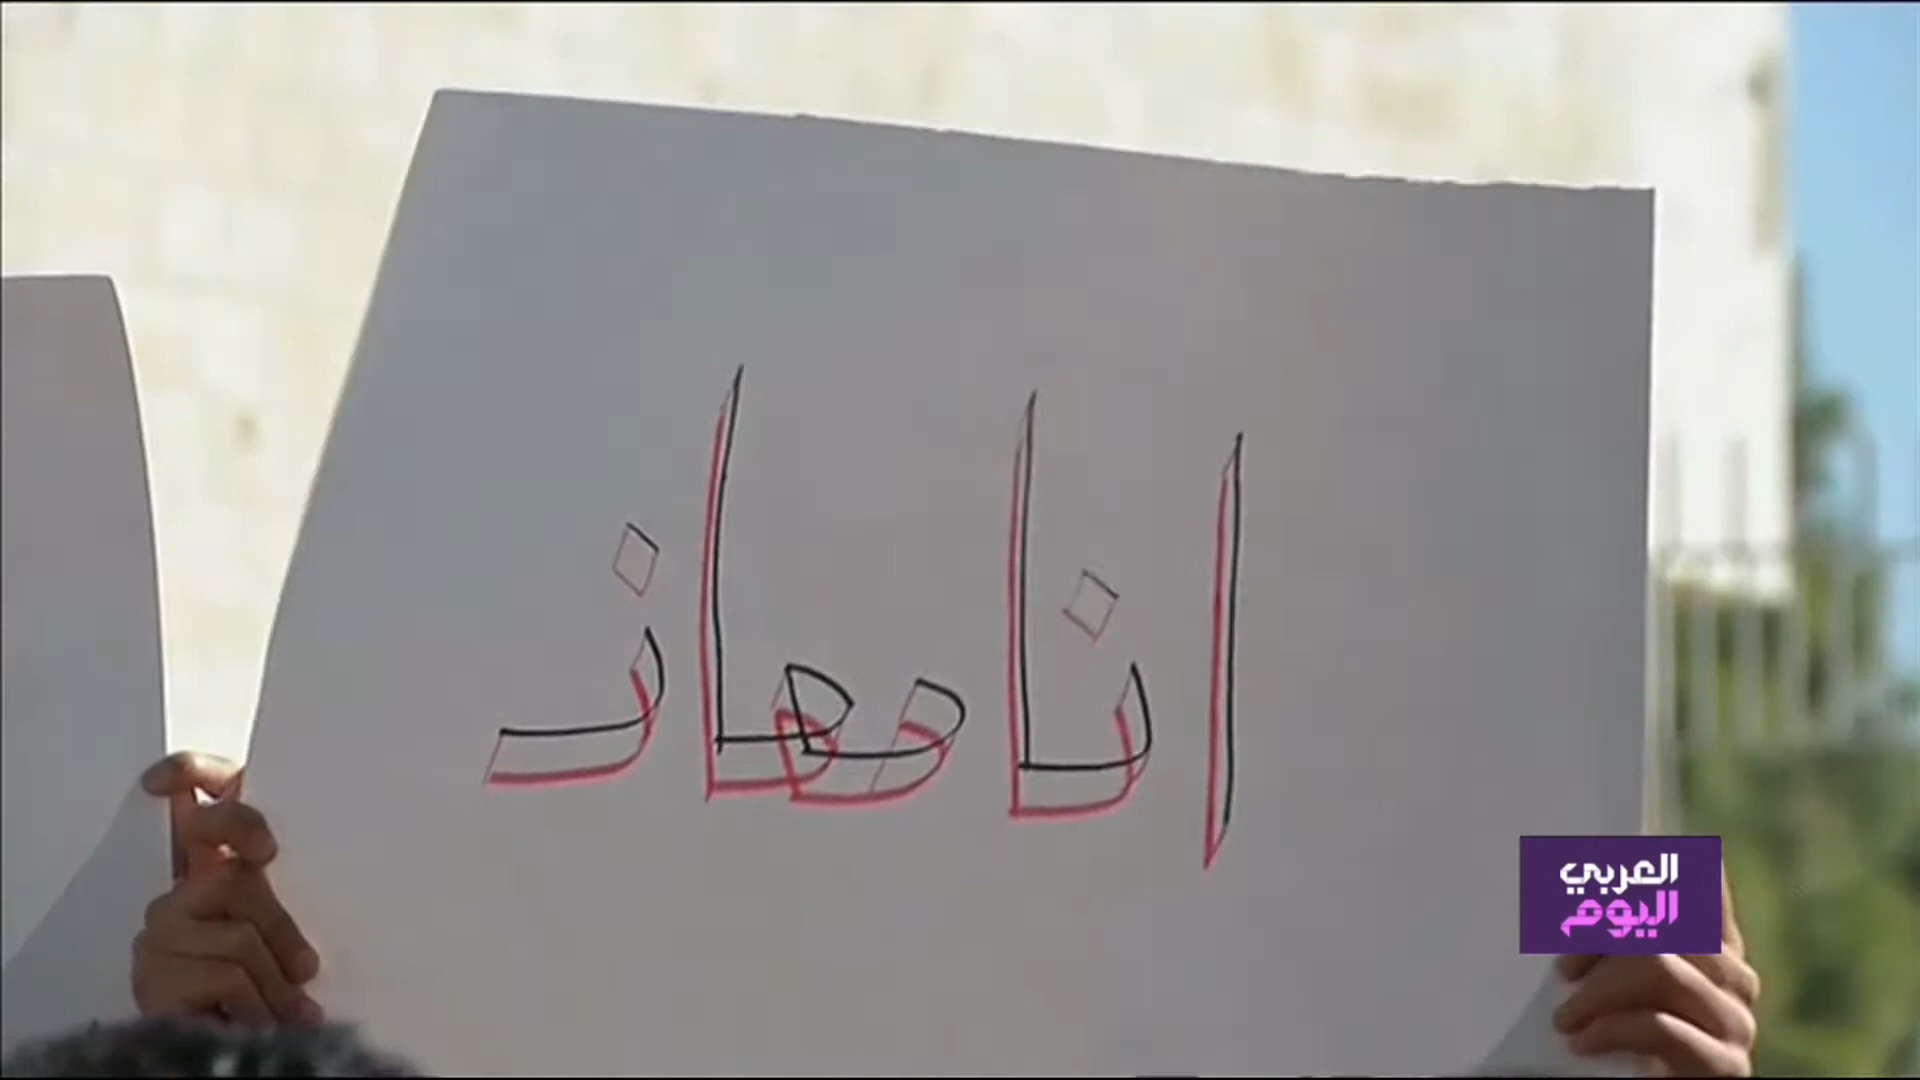 انا معاذ
العربي
اليوم